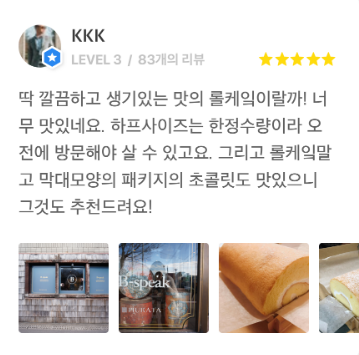 KKK
LEVEL 3 / 83개의 리뷰
딱 깔끔하고 생기있는 맛의 롤케잌이랄까! 너
무 맛있네요. 하프사이즈는 한정수량이라 오
전에 방문해야 살 수 있고요. 그리고 롤케잌말
고 막대모양의 패키지의 초콜릿도 맛있으니
그것도 추천드려요!
B-speak